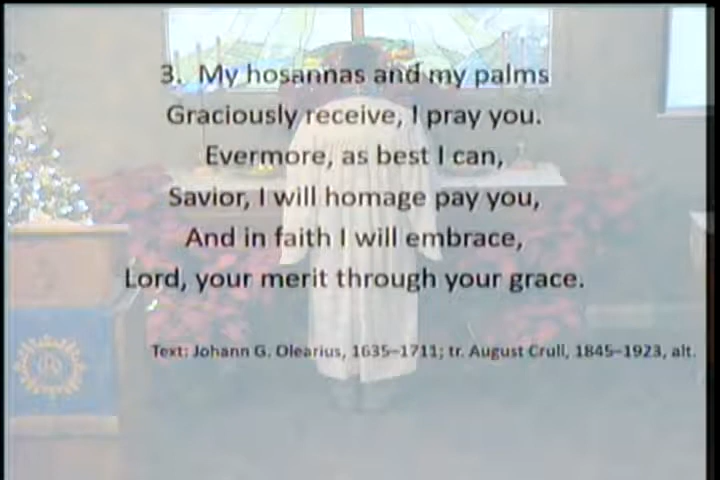 3. My hosannas and my palms
Graciously receive, I pray you.
Evermore, as best I can,
Savior, I will homage pay you,
And in faith I will embrace,
Lord, your merit through your grace.
Text: Johann G. Olearius, 1635–1711; tr. August Crull, 1845–1923, alt.